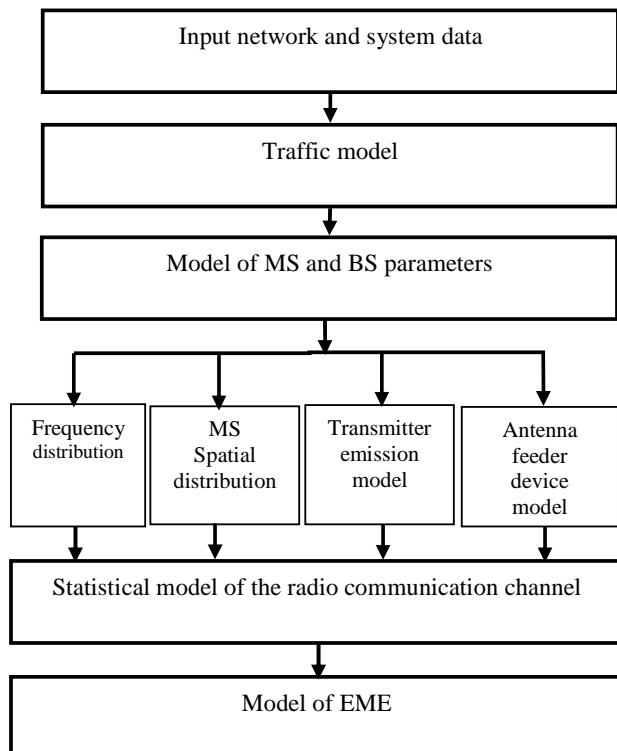 Input network and system data
Traffic model
Model of MS and BS parameters
Frequency
distribution
MS
Spatial
distribution
Transmitter
emission
model
Antenna
feeder
device
model
Statistical model of the radio communication channel
Model of EME